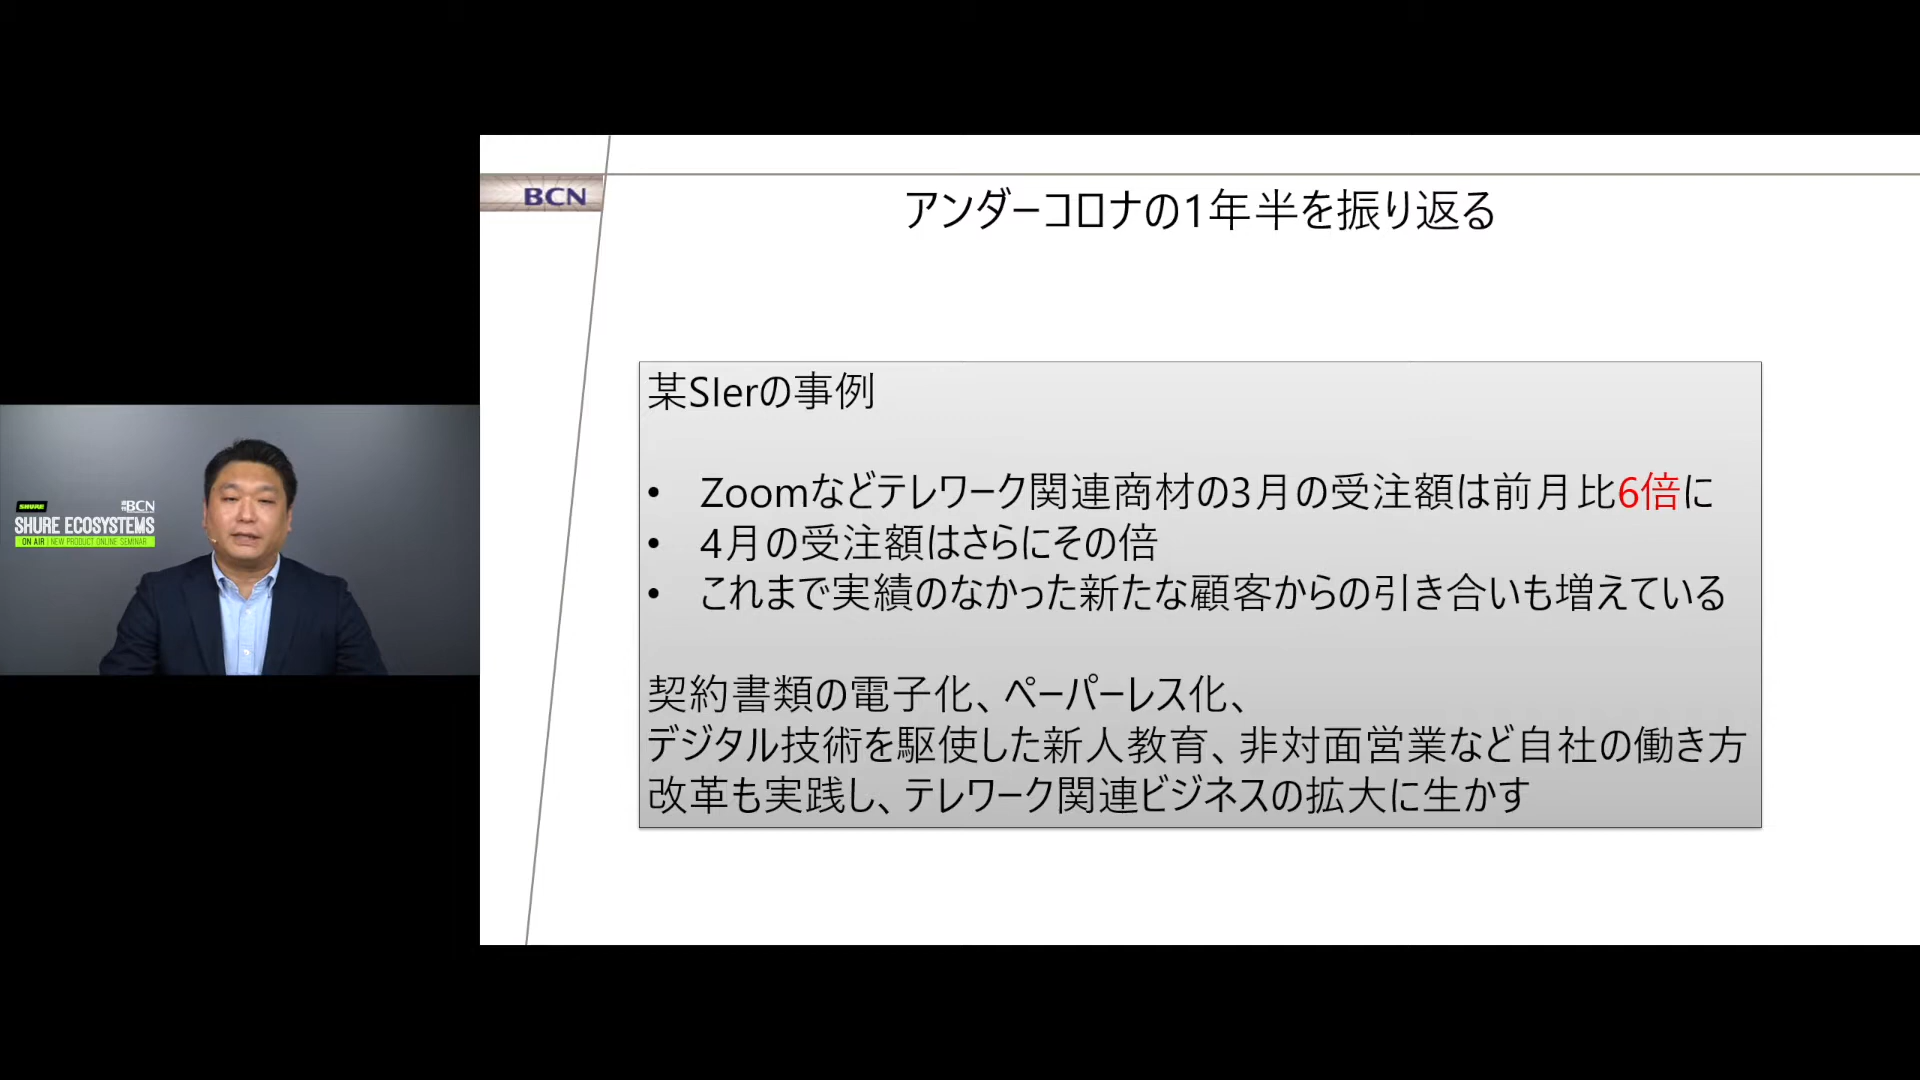 BCN
アンダーコロナの1年半を振り返る
某SIerの事例
• Zoomなどテレワーク関連商材の3月の受注額は前月比6倍に
• 4月の受注額はさらにその倍
• これまで実績のなかった新たな顧客からの引き合いも増えている
契約書類の電子化、ペーパーレス化、
デジタル技術を駆使した新人教育、非対面営業など自社の働き方
改革も実践し、テレワーク関連ビジネスの拡大に生かす
SHURE
BCN
SHURE ECOSYSTEMS
ON AIR | NEW PRODUCT ONLINE SEMINAR